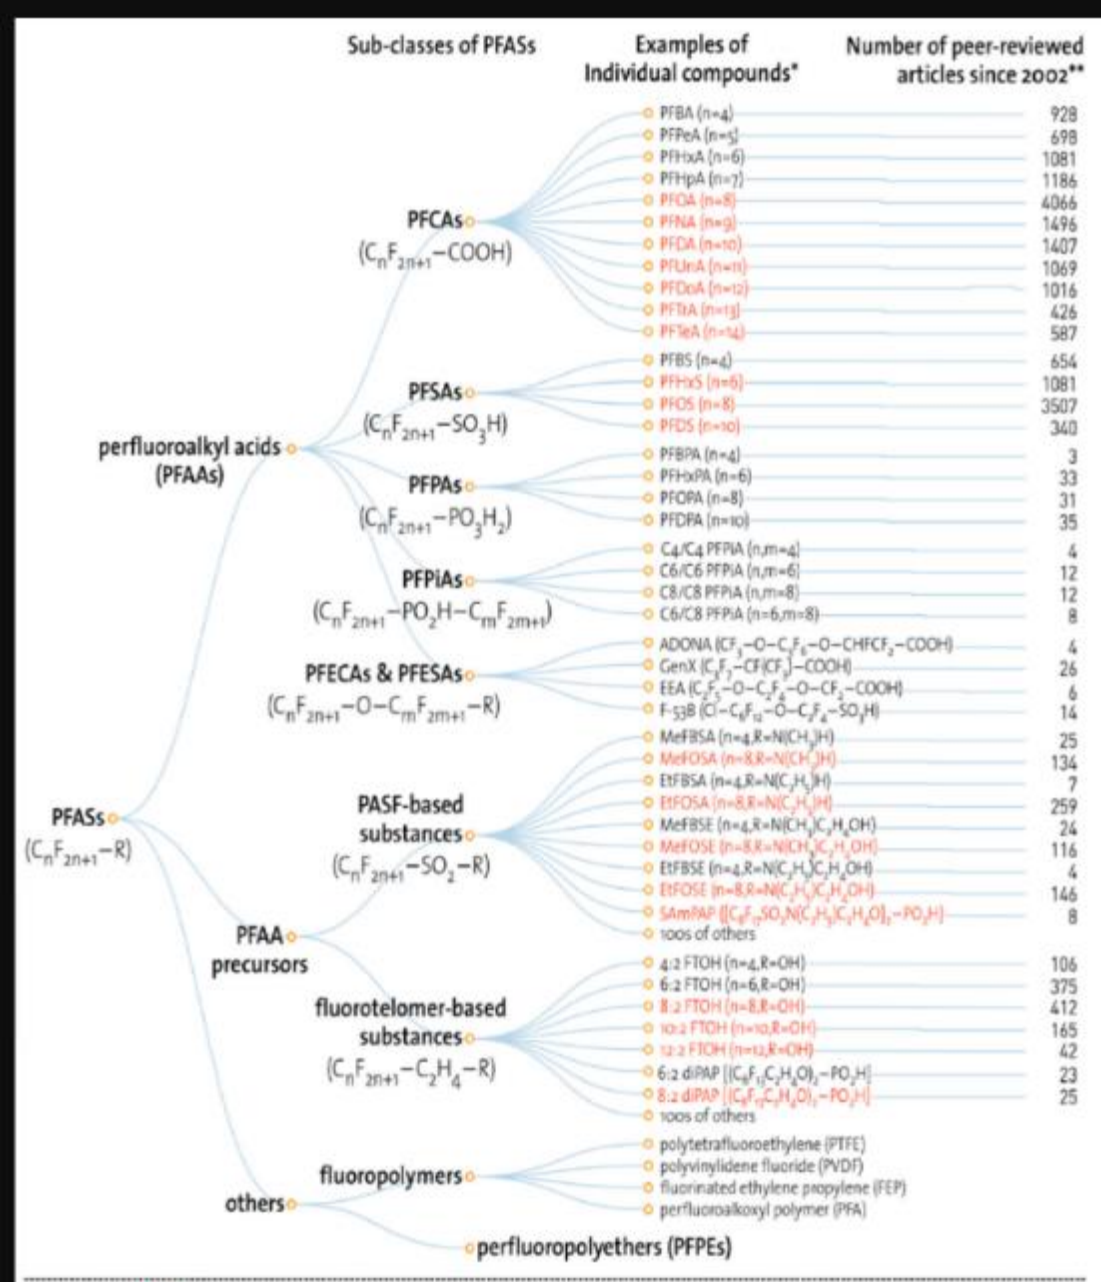 Sub-classes of PFASs
Examples of
Individual compounds*
Number of peer-reviewed
articles since 2002**
PFBA (n=4) 928
PFPeA (n=5) 698
PFHxA (n=6) 1081
PFHpA (n=7) 1186
PFOA (n=8) 4066
PFCAs
PFNA (n=9) 1496
(CₙF₂ₙ₊₁–COOH)
PFDA (n=10) 1407
PFUnA (n=11) 1069
PFDoA (n=12) 1016
PFTrA (n=13) 426
PFTeA (n=14) 587
PFBS (n=4) 654
PFSAs
PFHxS (n=6) 1081
(CₙF₂ₙ₊₁–SO₃H)
PFOS (n=8) 3507
PFDS (n=10) 340
perfluoroalkyl acids
(PFAAs)
PFBPA (n=4) 3
PFPAs
PFHxPA (n=6) 33
(CₙF₂ₙ₊₁–PO₃H₂)
PFOPA (n=8) 31
PFDPA (n=10) 35
C4/C4 PFPiA (n,m=4) 4
PFPiAs
C6/C6 PFPiA (n,m=6) 12
(CₙF₂ₙ₊₁–PO₂H–CₘF₂ₘ₊₁)
C8/C8 PFPiA (n,m=8) 12
C6/C8 PFPiA (n=6,m=8) 8
ADONA (CF₃–O–C₃F₆–O–CHFCF₂–COOH) 4
PFECAs & PFESAs
GenX (C₃F₇–CF(CF₃)–COOH) 26
(CₙF₂ₙ₊₁–O–CₘF₂ₘ₊₁–R)
EEA (C₂F₅–O–C₂F₄–O–CF₂–COOH) 6
F-53B (Cl–C₆F₁₂–O–C₂F₄–SO₃H) 14
MeFBSA (n=4,R=N(CH₃)H) 25
MeFOSA (n=8,R=N(CH₃)H) 134
EtFBSA (n=4,R=N(C₂H₅)H) 7
PASF-based
substances
EtFOSA (n=8,R=N(C₂H₅)H) 259
(CₙF₂ₙ₊₁–SO₂–R)
MeFBSE (n=4,R=N(CH₃)C₂H₄OH) 24
MeFOSE (n=8,R=N(CH₃)C₂H₄OH) 116
EtFBSE (n=4,R=N(C₂H₅)C₂H₄OH) 4
EtFOSE (n=8,R=N(C₂H₅)C₂H₄OH) 146
SAmPAP {[C₈F₁₇SO₂N(C₂H₅)C₂H₄O]₂–PO₂H} 8
100s of others
PFASs
(CₙF₂ₙ₊₁–R)
PFAA
precursors
4:2 FTOH (n=4,R=OH) 106
6:2 FTOH (n=6,R=OH) 375
fluorotelomer-based
substances
8:2 FTOH (n=8,R=OH) 412
(CₙF₂ₙ₊₁–C₂H₄–R)
10:2 FTOH (n=10,R=OH) 165
12:2 FTOH (n=12,R=OH) 42
6:2 diPAP [(C₆F₁₃C₂H₄O)₂–PO₂H] 23
8:2 diPAP [(C₈F₁₇C₂H₄O)₂–PO₂H] 25
100s of others
polytetrafluoroethylene (PTFE)
fluoropolymers
polyvinylidene fluoride (PVDF)
fluorinated ethylene propylene (FEP)
perfluoroalkoxyl polymer (PFA)
others
perfluoropolyethers (PFPEs)